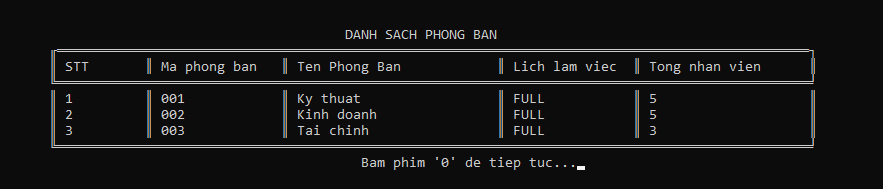 DANH SACH PHONG BAN
STT Ma phong ban Ten Phong Ban Lich lam viec Tong nhan vien
1 001 Ky thuat FULL 5
2 002 Kinh doanh FULL 5
3 003 Tai chinh FULL 3
Bam phim '0' de tiep tuc...